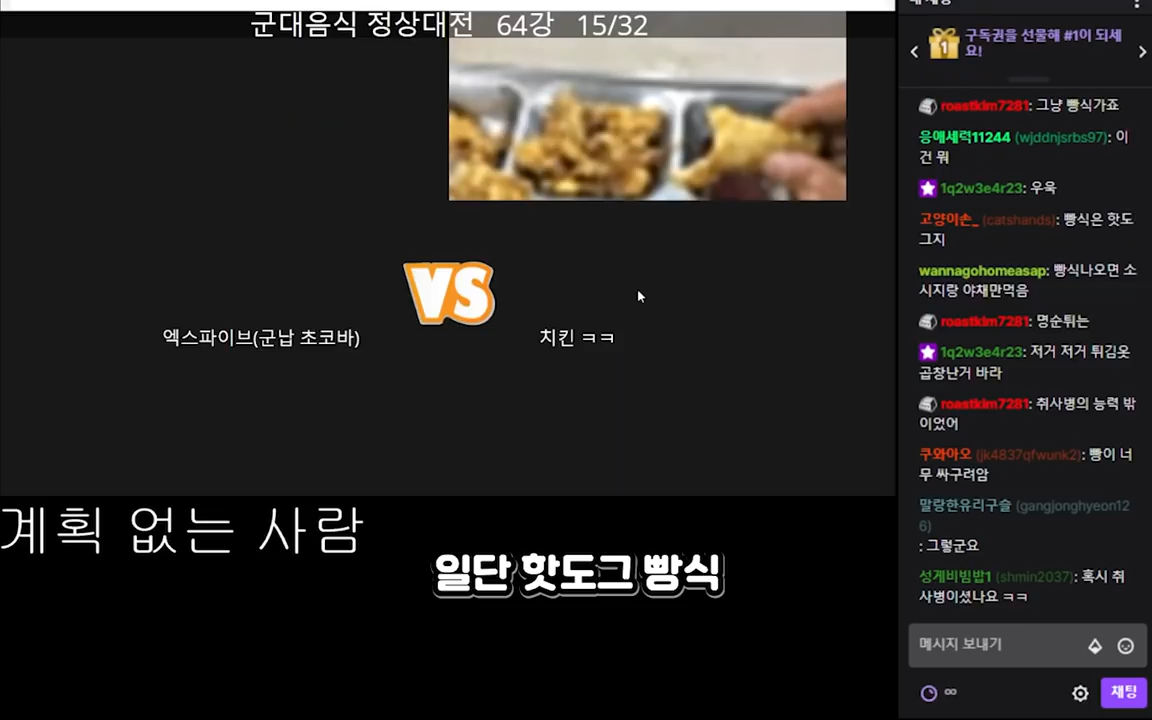 군대음식 정상대전 64강 15/32
VS
엑스파이브(군납 초코바)
치킨 ㅋㅋ
계획 없는 사람
일단 핫도그 빵식
1
구독권을 선물해 #1이 되세
요!
roastkim7281: 그냥 빵식가죠
응애세력11244 (wjddnjsrbs97): 이
건 뭐
1q2w3e4r23: 우욱
고양이손_ (catshands): 빵식은 핫도
그지
wannagohomeasap: 빵식나오면 소
시지랑 야채만먹음
roastkim7281: 명순튀는
1q2w3e4r23: 저거 저거 튀김옷
곱창난거 바라
roastkim7281: 취사병의 능력 밖
이었어
쿠와아오 (jk4837qfwunk2): 빵이 너
무 싸구려암
말랑한유리구슬 (gangjonghyeon12
6)
: 그렇군요
성게비빔밥1 (shmin2037): 혹시 취
사병이셨나요 ㅋㅋ
메시지 보내기
∞
채팅